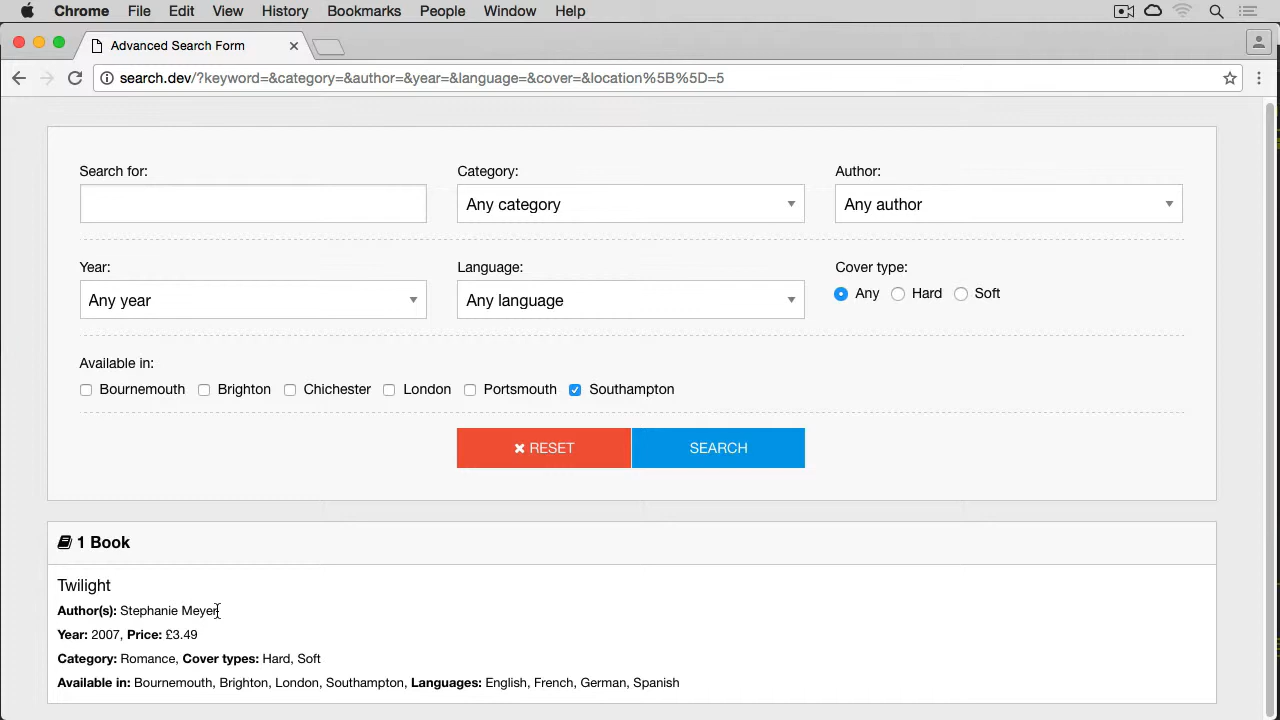 Chrome File Edit View History Bookmarks People Window Help
Advanced Search Form
search.dev/?keyword=&category=&author=&year=&language=&cover=&location%5B%5D=5
Search for: Category: Author:
Any category Any author
Year: Language: Cover type:
Any year Any language Any Hard Soft
Available in:
Bournemouth Brighton Chichester London Portsmouth Southampton
RESET SEARCH
1 Book
Twilight
Author(s): Stephanie Meyer
Year: 2007, Price: £3.49
Category: Romance, Cover types: Hard, Soft
Available in: Bournemouth, Brighton, London, Southampton, Languages: English, French, German, Spanish